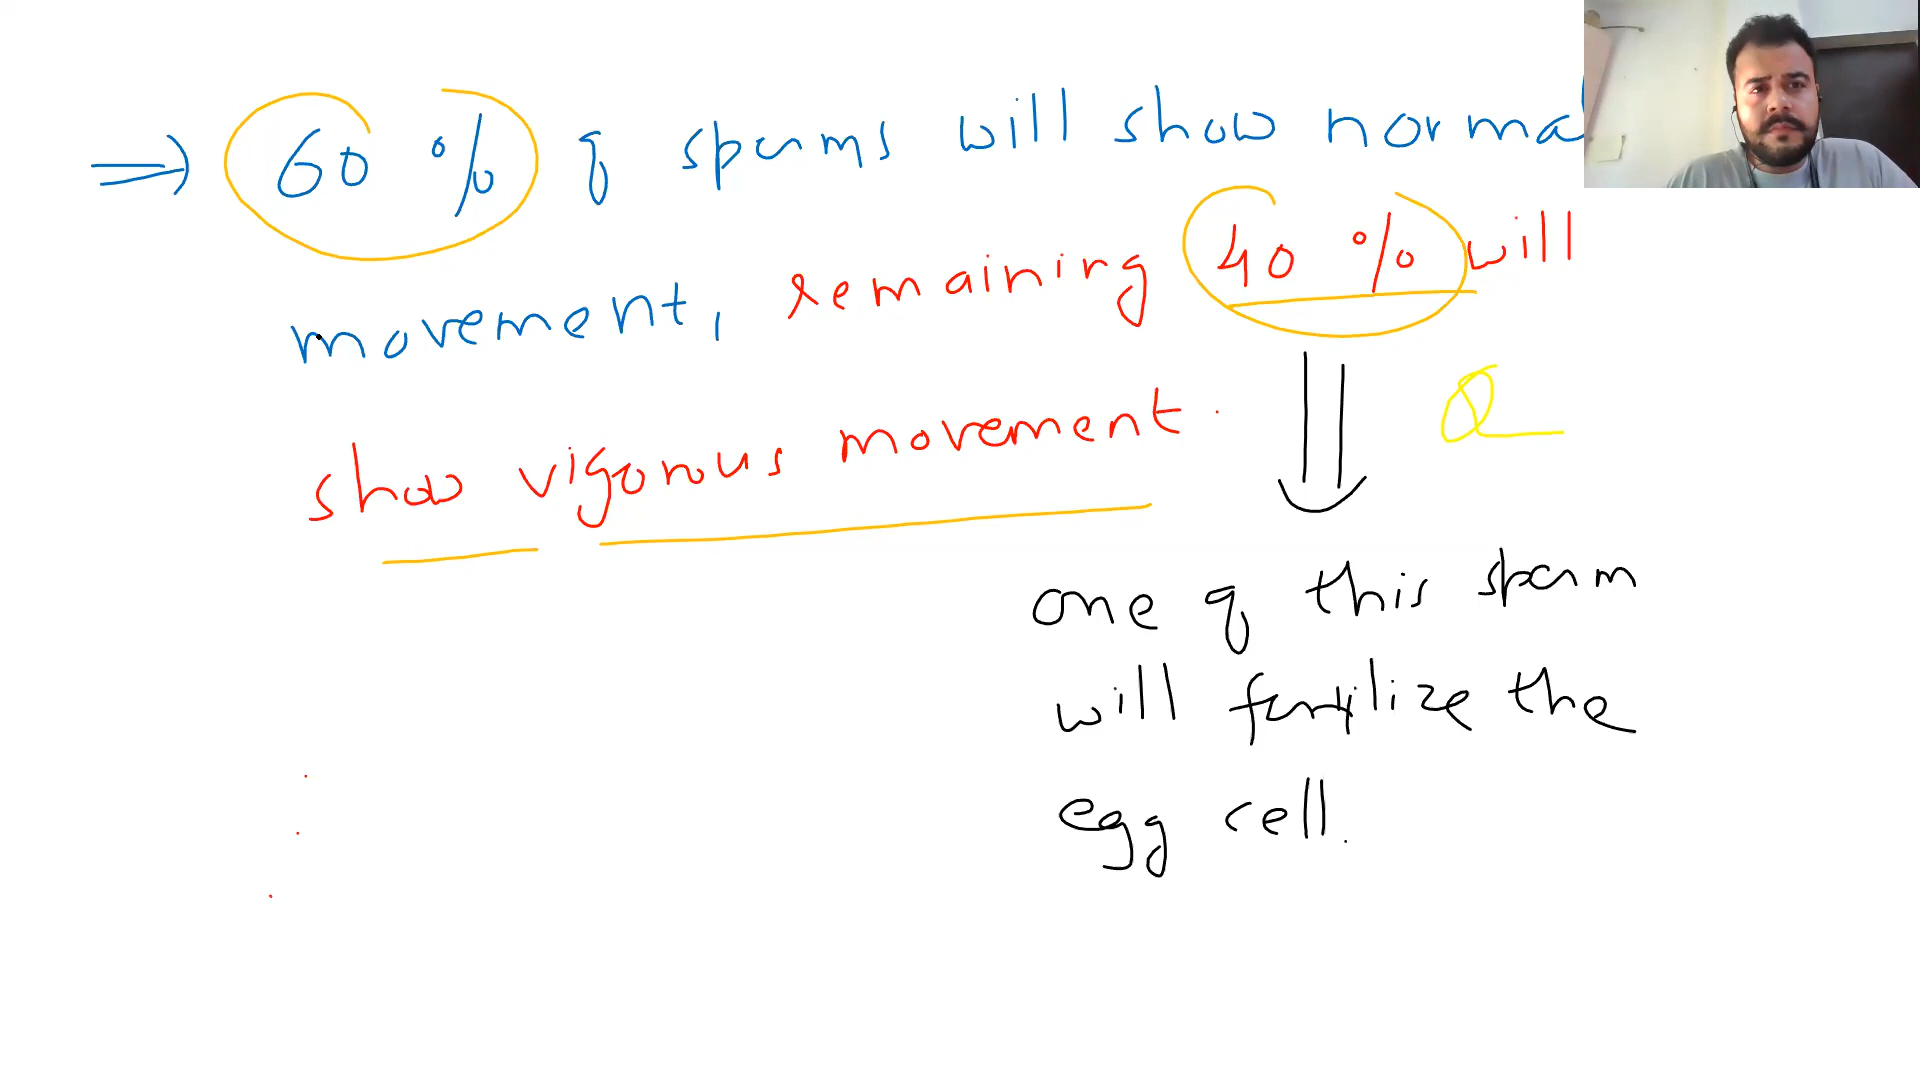 ⇒ 60 % of sperms will show norma
movement, remaining 40 % will
show vigorous movement.
one of this sperm
will fertilize the
egg cell.